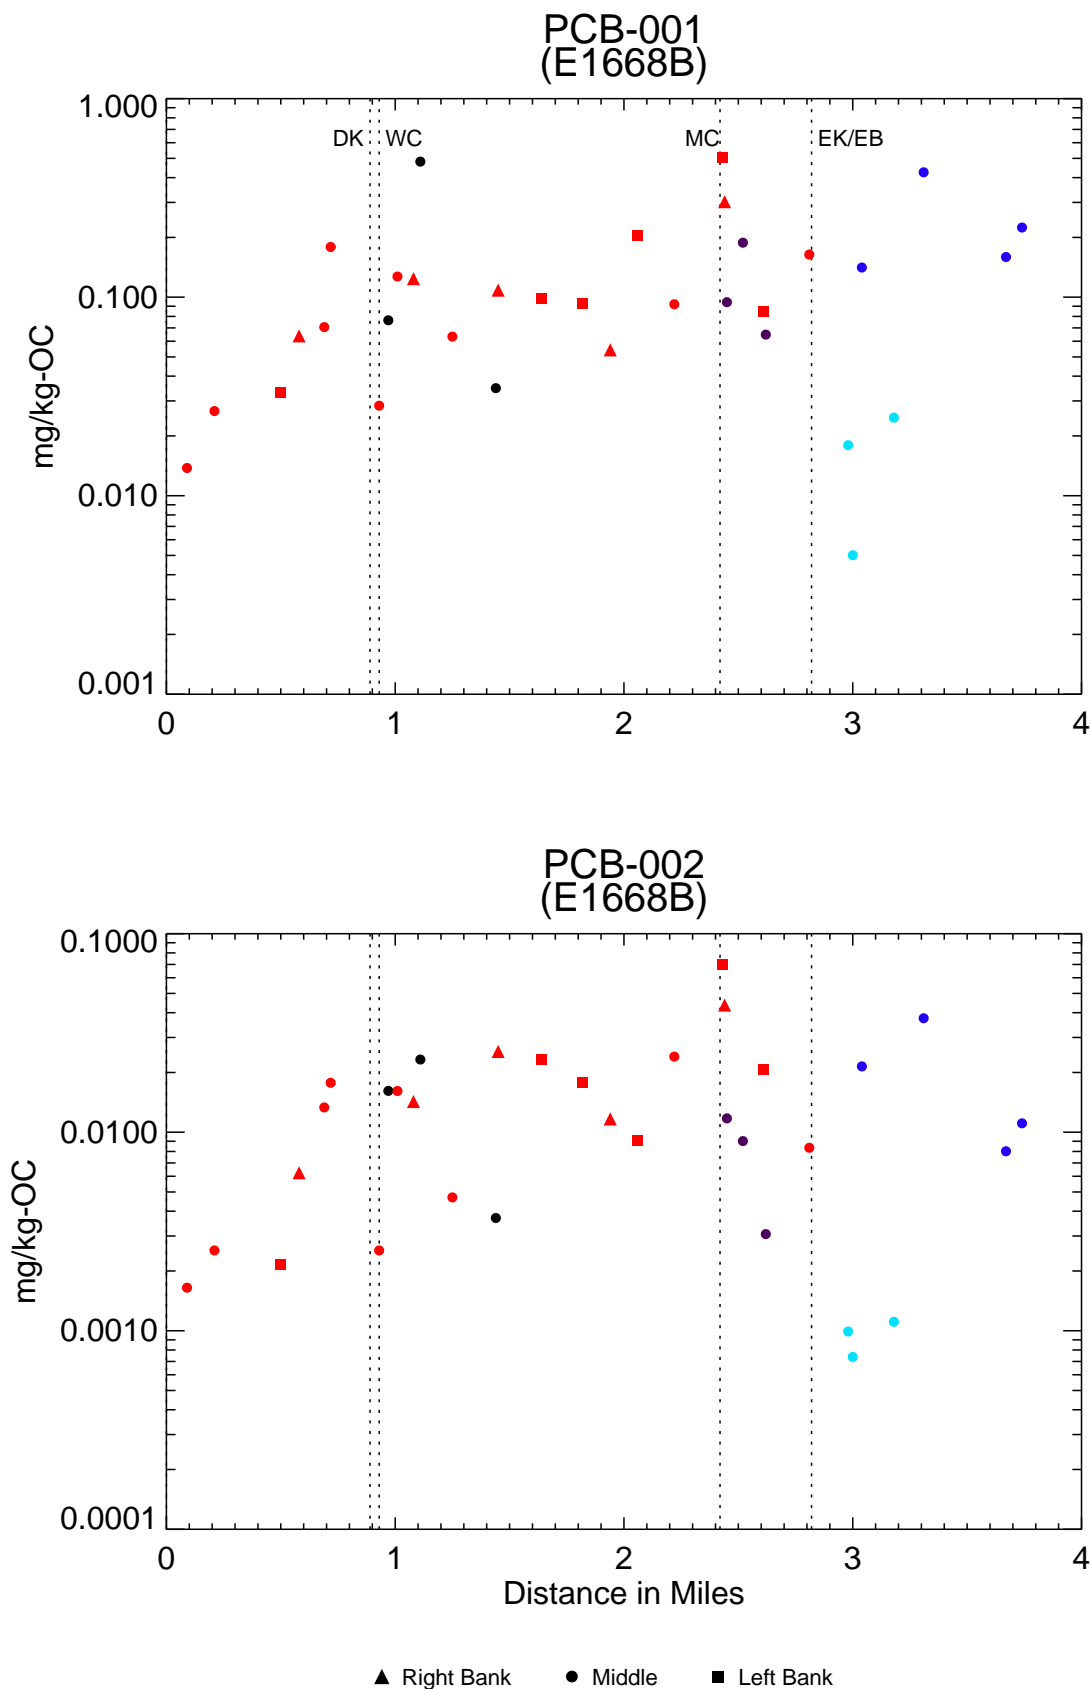 PCB-001
(E1668B)
1.000
0.100
0.010
0.001
mg/kg-OC
DK WC MC EK/EB
0 1 2 3 4
PCB-002
(E1668B)
0.1000
0.0100
0.0010
0.0001
mg/kg-OC
0 1 2 3 4
Distance in Miles
Right Bank Middle Left Bank